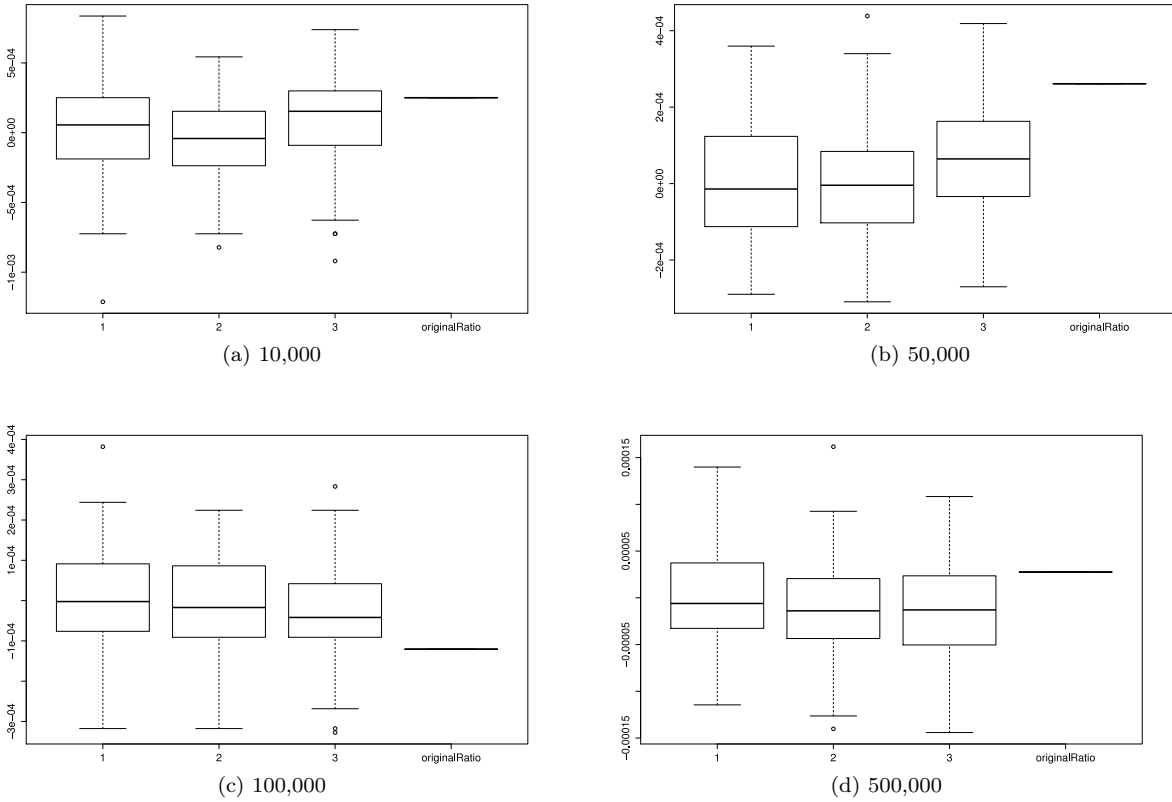 5e−04
0e+00
−5e−04
−1e−03
1 2 3 originalRatio
(a) 10,000
4e−04
2e−04
0e+00
−2e−04
1 2 3 originalRatio
(b) 50,000
4e−04
3e−04
2e−04
1e−04
−1e−04
−3e−04
1 2 3 originalRatio
(c) 100,000
0.00015
0.00005
−0.00005
−0.00015
1 2 3 originalRatio
(d) 500,000